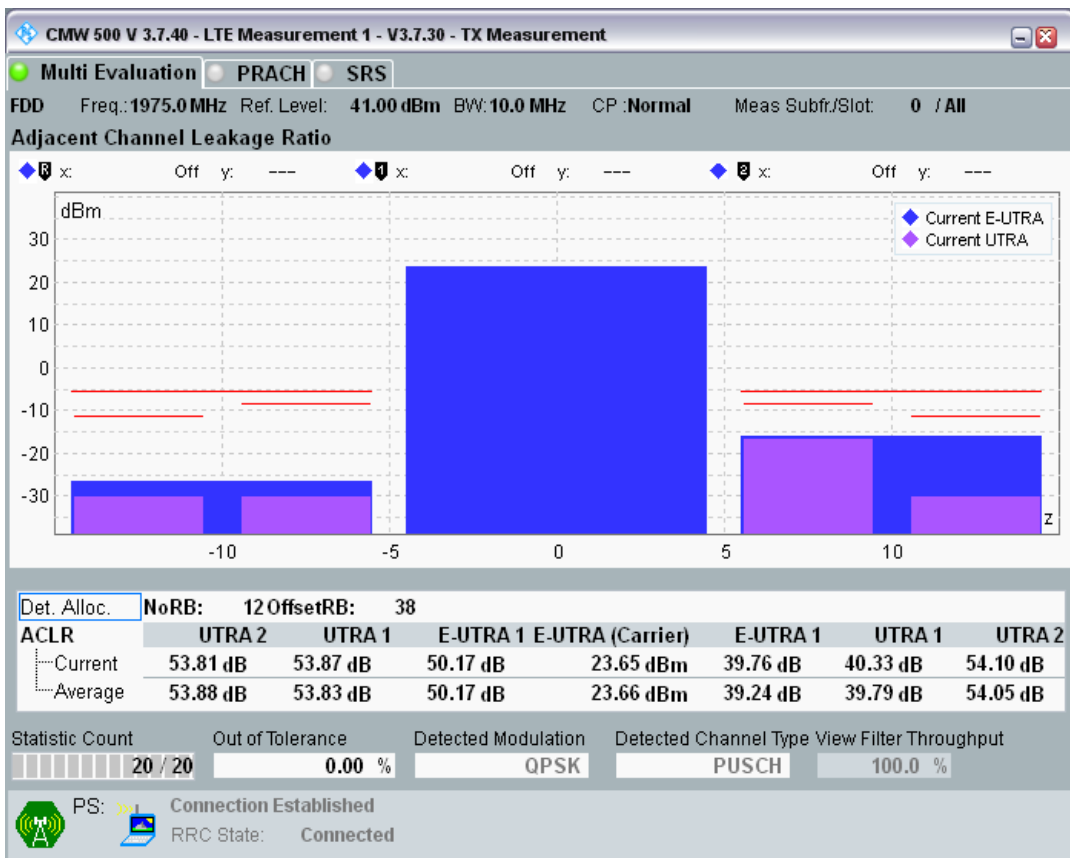 CMW 500 V 3.7.40 - LTE Measurement 1 - V3.7.30 - TX Measurement
Multi Evaluation PRACH SRS
FDD Freq.: 1975.0 MHz Ref. Level: 41.00 dBm BW: 10.0 MHz CP : Normal Meas Subfr./Slot: 0 / All
Adjacent Channel Leakage Ratio
R x: Off y: --- 1 x: Off y: --- 2 x: Off y: ---
dBm
Current E-UTRA
Current UTRA
30
20
10
0
-10
-20
-30
z
-10 -5 0 5 10
Det. Alloc. NoRB: 12 OffsetRB: 38
ACLR UTRA 2 UTRA 1 E-UTRA 1 E-UTRA (Carrier) E-UTRA 1 UTRA 1 UTRA 2
Current 53.81 dB 53.87 dB 50.17 dB 23.65 dBm 39.76 dB 40.33 dB 54.10 dB
Average 53.88 dB 53.83 dB 50.17 dB 23.66 dBm 39.24 dB 39.79 dB 54.05 dB
Statistic Count Out of Tolerance Detected Modulation Detected Channel Type View Filter Throughput
20 / 20 0.00 % QPSK PUSCH 100.0 %
PS: Connection Established
RRC State: Connected